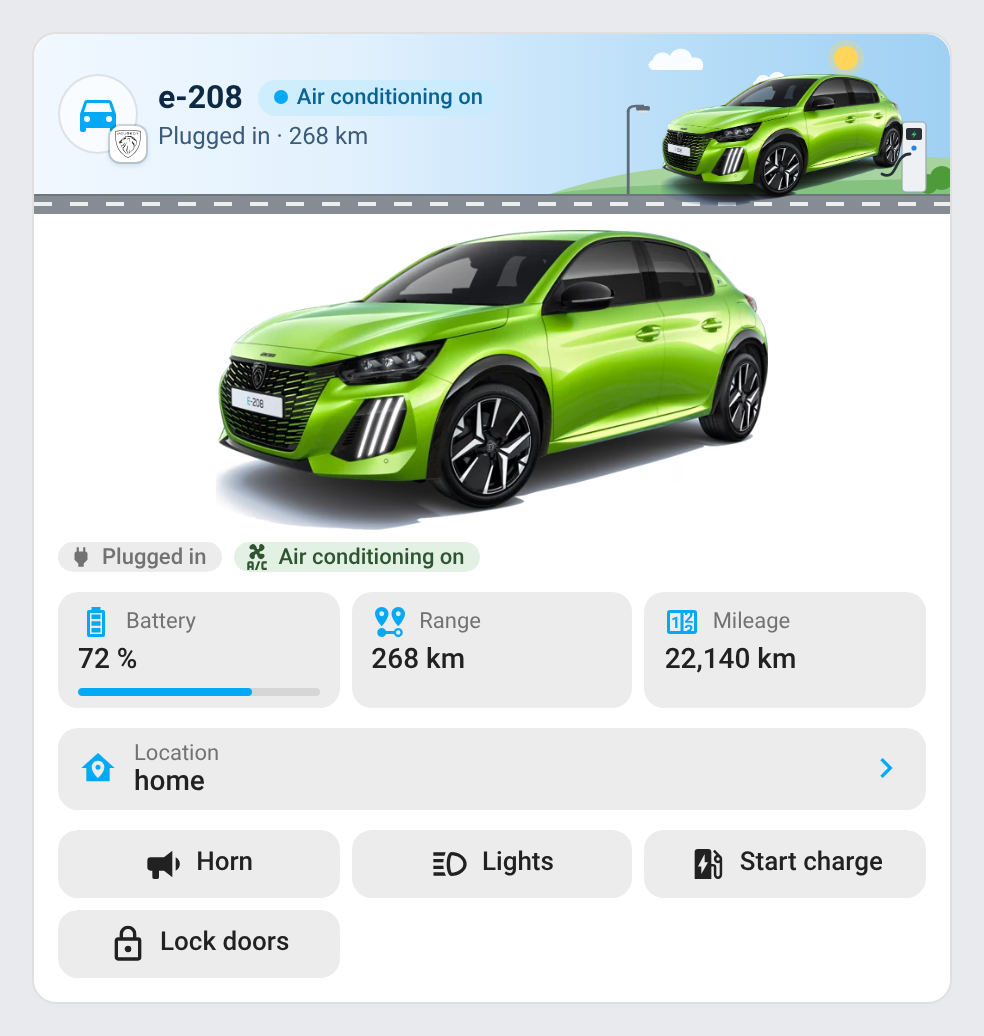 e-208
Air conditioning on
Plugged in · 268 km
PEUGEOT
E-208
Plugged in
A/C
Air conditioning on
Battery
72 %
Range
268 km
Mileage
22,140 km
Location
home
Horn
Lights
Start charge
Lock doors